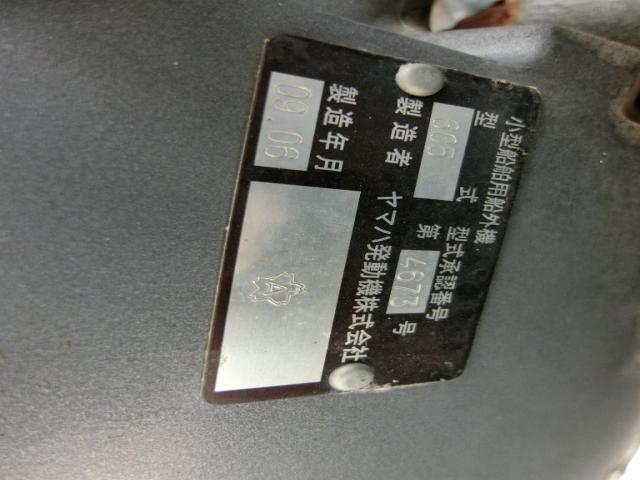 小型船舶用船外機
型式 6S5 型式承認番号 第 4673 号
製造者 ヤマハ発動機株式会社
製造年月
09.06
A